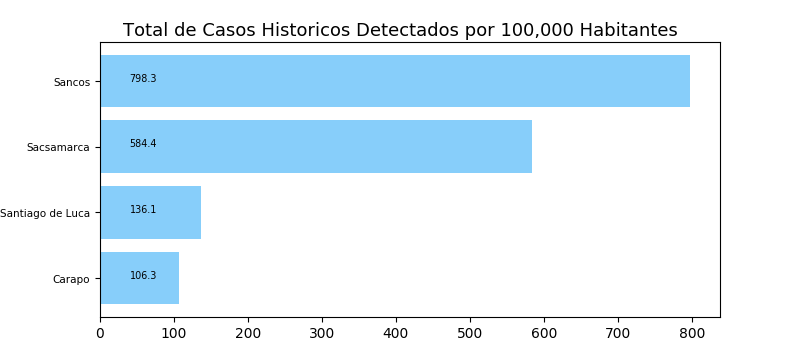 Total de Casos Historicos Detectados por 100,000 Habitantes
Sancos
798.3
Sacsamarca
584.4
Santiago de Luca
136.1
Carapo
106.3
0 100 200 300 400 500 600 700 800